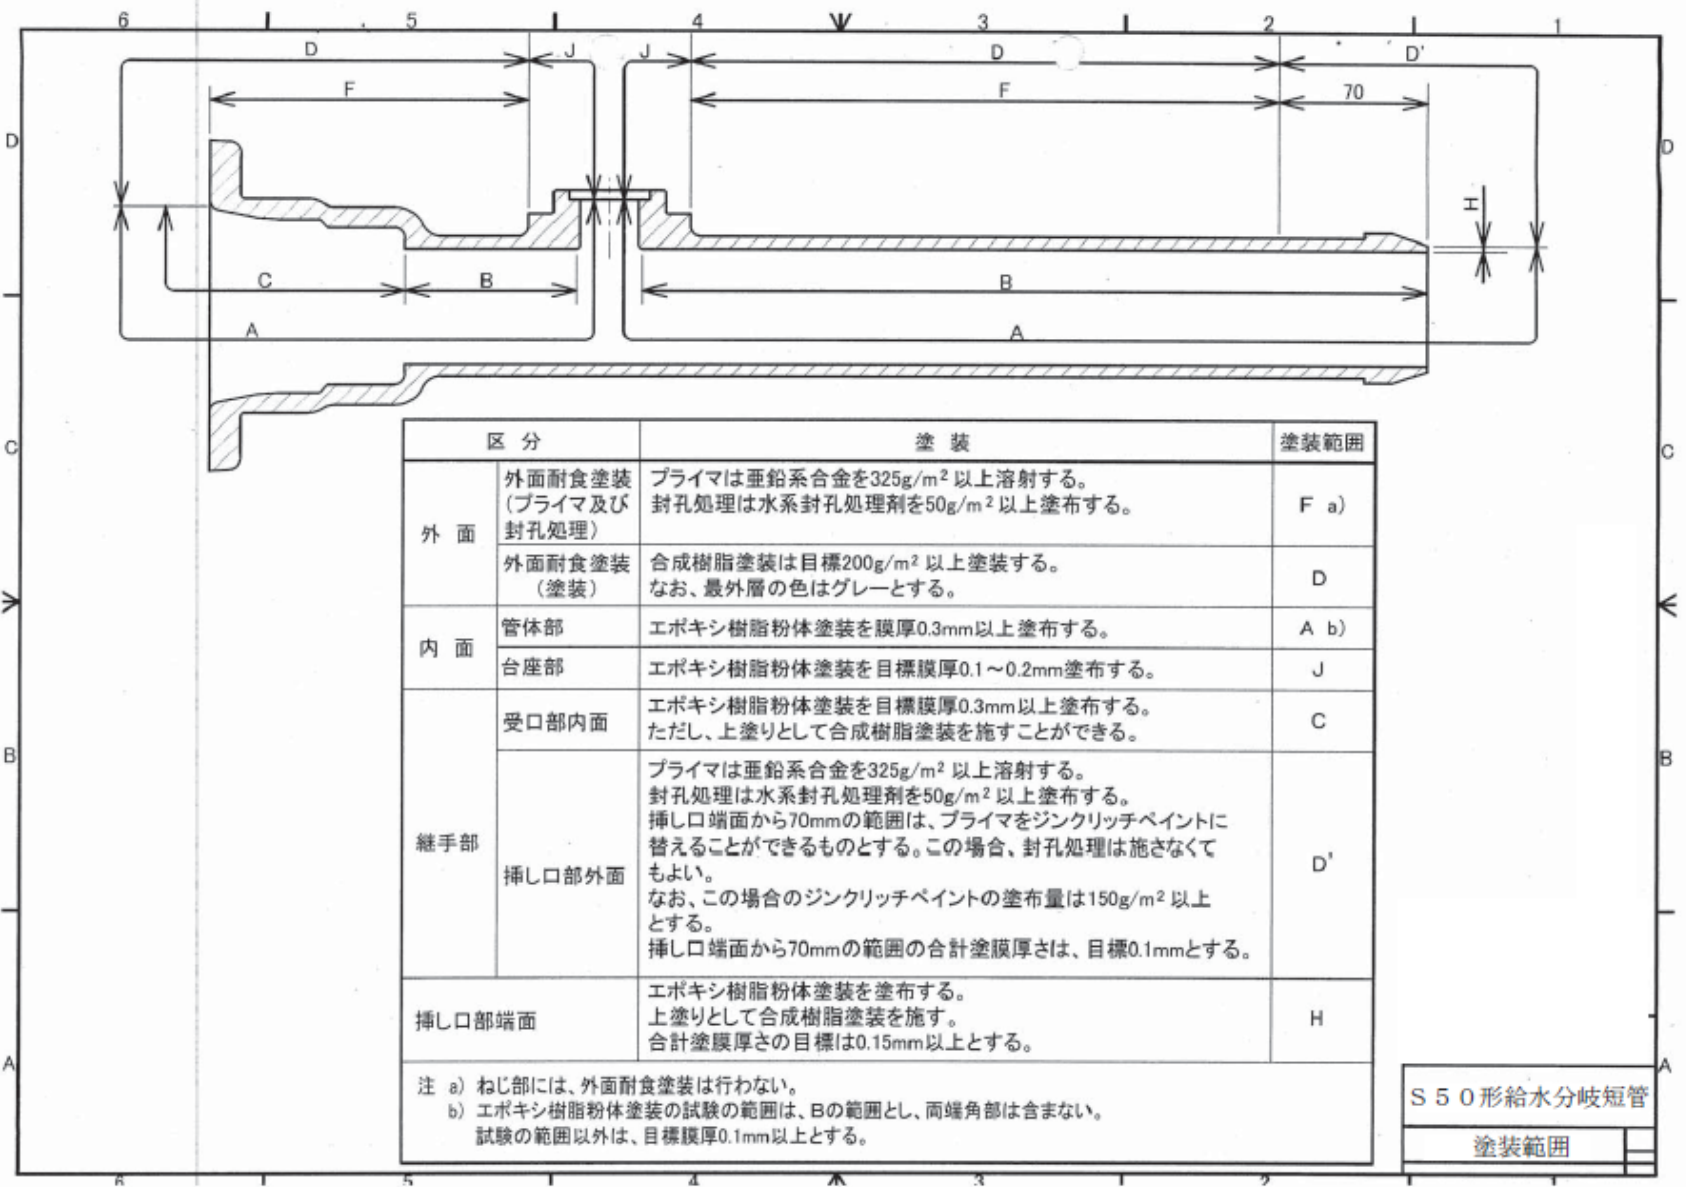 6 5 4 3 2 1
D J J D D'
F F 70
D D
H
C B B
A A
C C
区 分 塗 装 塗装範囲
外 面
外面耐食塗装
(プライマ及び
封孔処理)
プライマは亜鉛系合金を325g/m²以上溶射する。
封孔処理は水系封孔処理剤を50g/m²以上塗布する。
F a)
外面耐食塗装
(塗装)
合成樹脂塗装は目標200g/m²以上塗装する。
なお、最外層の色はグレーとする。
D
内 面
管体部 エポキシ樹脂粉体塗装を膜厚0.3mm以上塗布する。 A b)
台座部 エポキシ樹脂粉体塗装を目標膜厚0.1～0.2mm塗布する。 J
継手部
受口部内面
エポキシ樹脂粉体塗装を目標膜厚0.3mm以上塗布する。
ただし、上塗りとして合成樹脂塗装を施すことができる。
C
B B
挿し口部外面
プライマは亜鉛系合金を325g/m²以上溶射する。
封孔処理は水系封孔処理剤を50g/m²以上塗布する。
挿し口端面から70mmの範囲は、プライマをジンクリッチペイントに
替えることができるものとする。この場合、封孔処理は施さなくて
もよい。
なお、この場合のジンクリッチペイントの塗布量は150g/m²以上
とする。
挿し口端面から70mmの範囲の合計塗膜厚さは、目標0.1mmとする。
D'
挿し口部端面
エポキシ樹脂粉体塗装を塗布する。
上塗りとして合成樹脂塗装を施す。
合計塗膜厚さの目標は0.15mm以上とする。
H
A A
注 a) ねじ部には、外面耐食塗装は行わない。
b) エポキシ樹脂粉体塗装の試験の範囲は、Bの範囲とし、両端角部は含まない。
試験の範囲以外は、目標膜厚0.1mm以上とする。
S50形給水分岐短管
塗装範囲
6 5 4 3 2 1